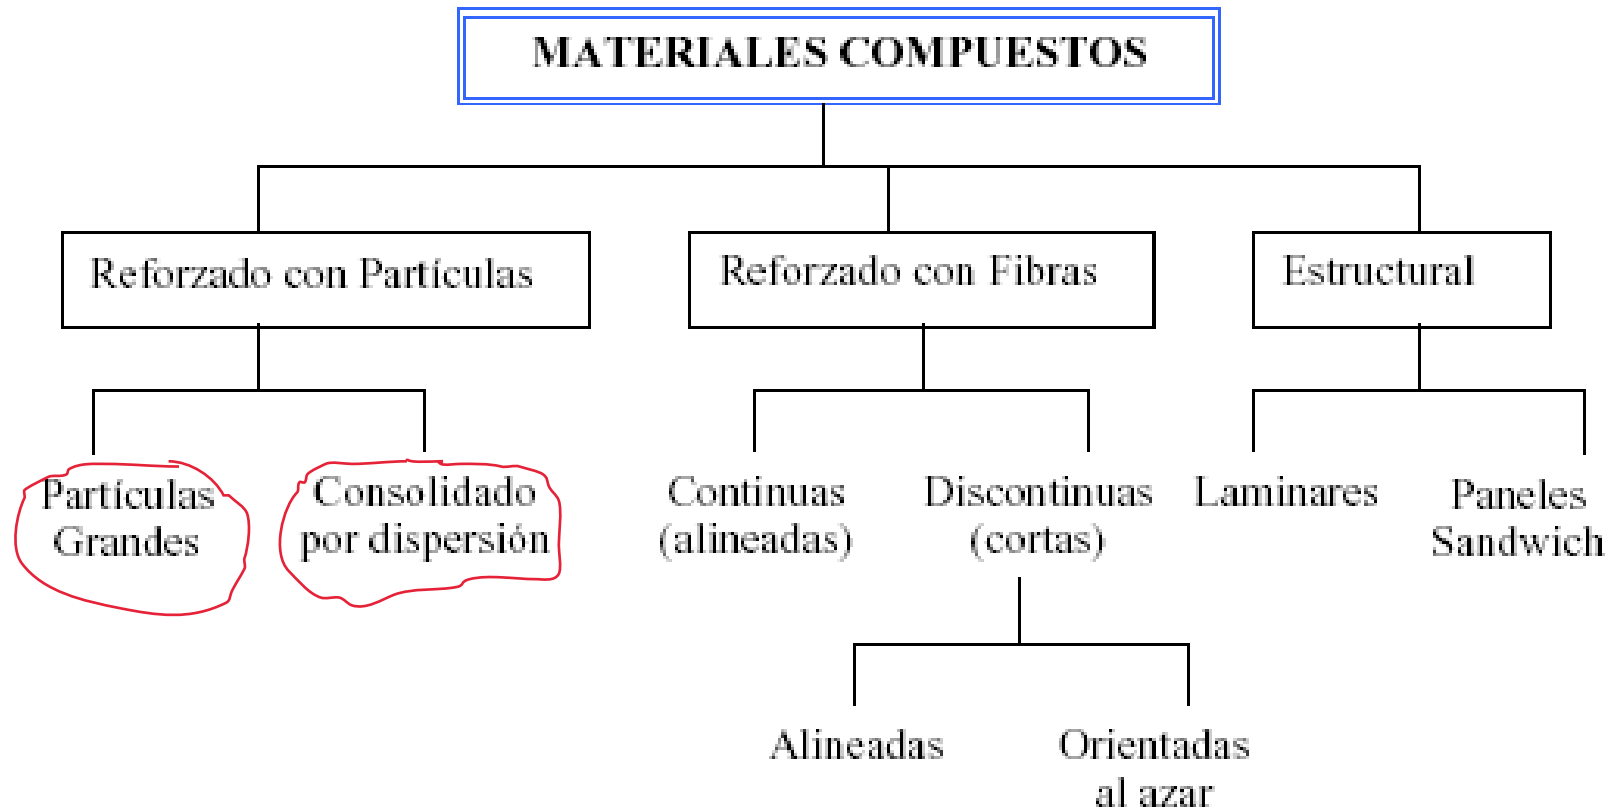 MATERIALES COMPUESTOS
Reforzado con Partículas
Reforzado con Fibras
Estructural
Partículas
Grandes
Consolidado
por dispersión
Continuas
(alineadas)
Discontinuas
(cortas)
Laminares
Paneles
Sandwich
Alineadas
Orientadas
al azar